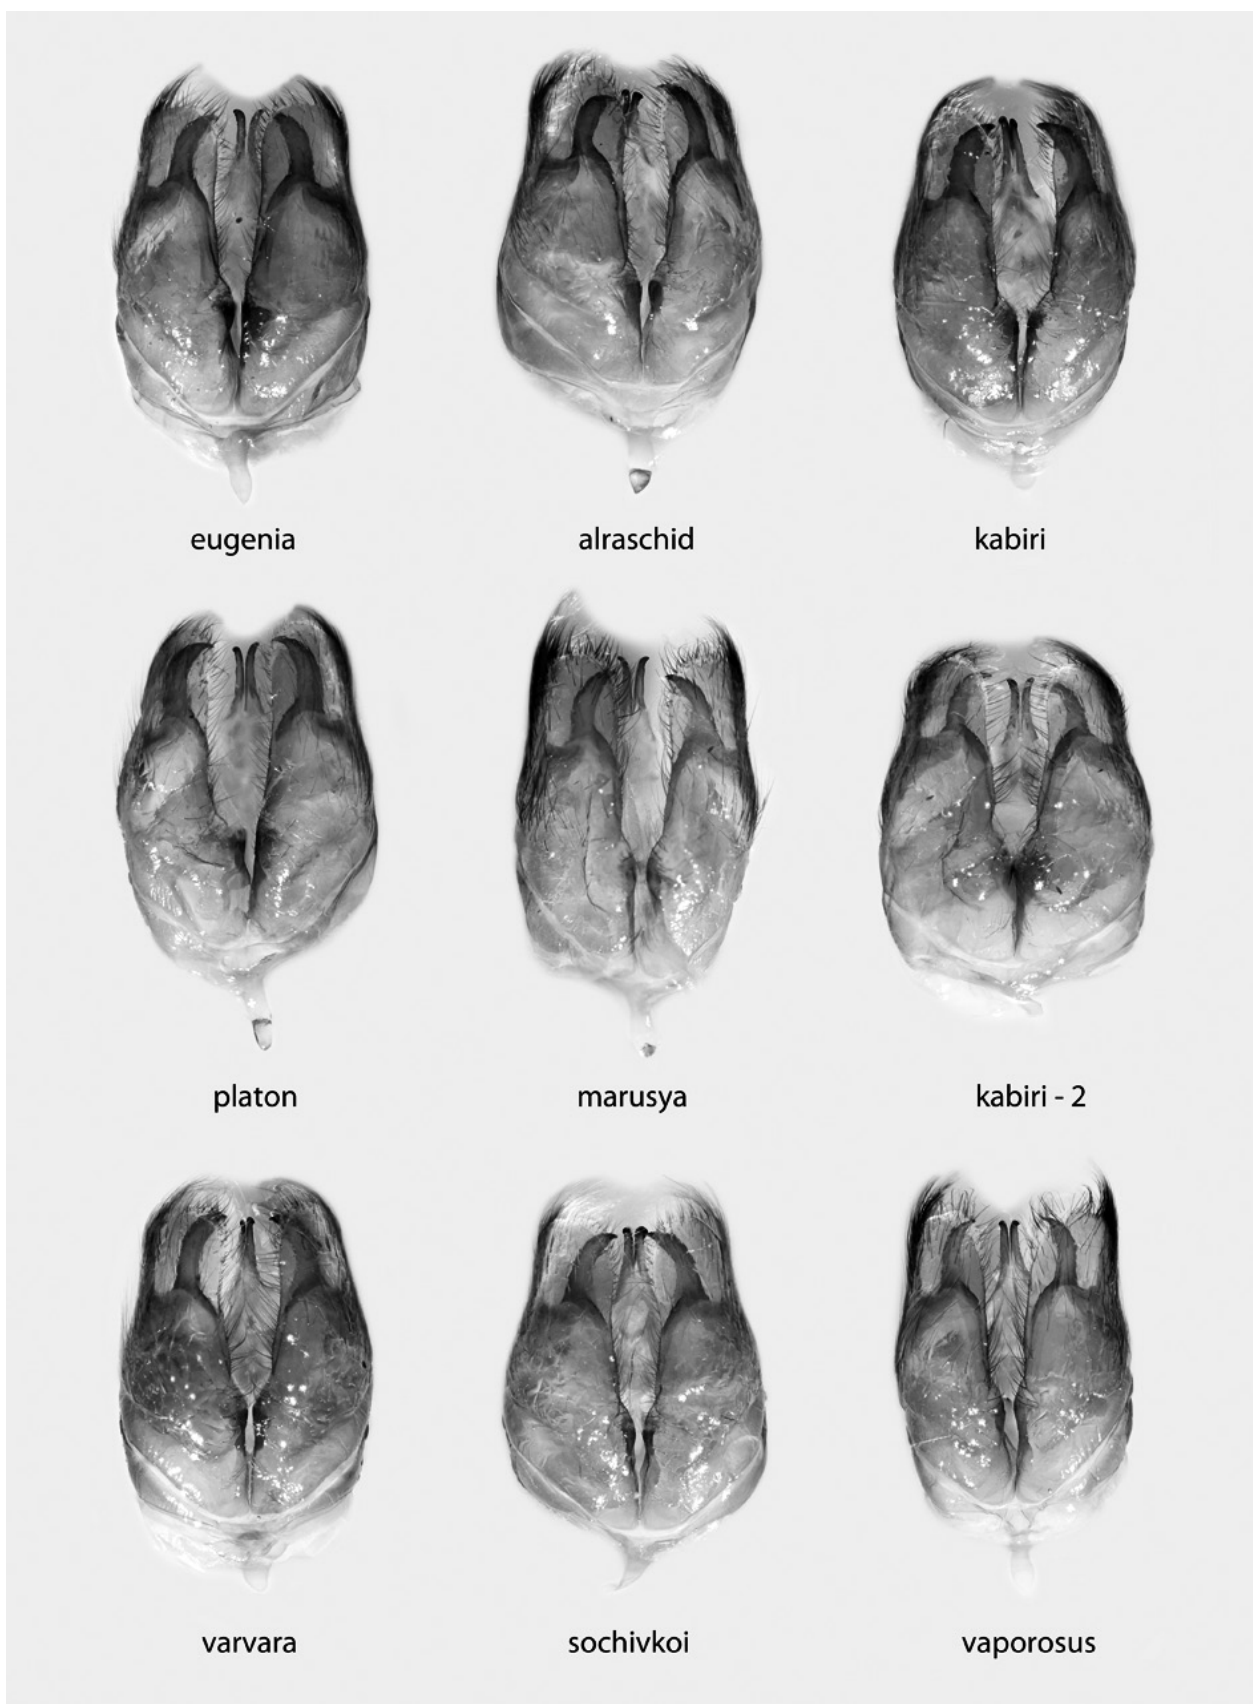 eugenia
alraschid
kabiri
platon
marusya
kabiri - 2
varvara
sochivkoi
vaporosus